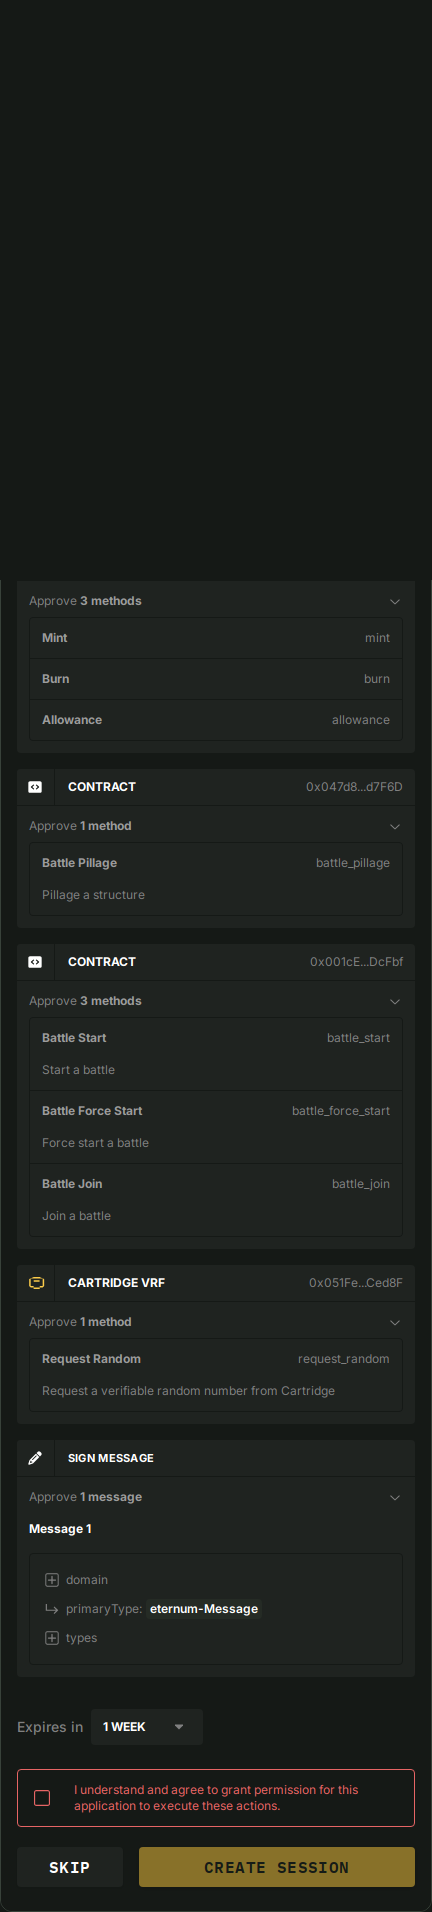 Approve 3 methods
Mint mint
Burn burn
Allowance allowance
CONTRACT 0x047d8...d7F6D
Approve 1 method
Battle Pillage battle_pillage
Pillage a structure
CONTRACT 0x001cE...DcFbf
Approve 3 methods
Battle Start battle_start
Start a battle
Battle Force Start battle_force_start
Force start a battle
Battle Join battle_join
Join a battle
CARTRIDGE VRF 0x051Fe...Ced8F
Approve 1 method
Request Random request_random
Request a verifiable random number from Cartridge
SIGN MESSAGE
Approve 1 message
Message 1
domain
primaryType: eternum-Message
types
Expires in 1 WEEK
I understand and agree to grant permission for this
application to execute these actions.
SKIP CREATE SESSION